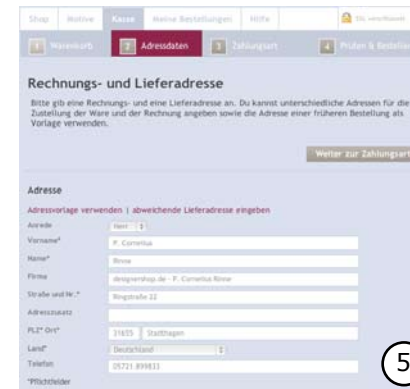 Shop Motive Kasse Meine Bestellungen Hilfe SSL verschlüsselt
1 Warenkorb 2 Adressdaten 3 Zahlungsart 4 Prüfen & Bestellen
Rechnungs- und Lieferadresse
Bitte gib eine Rechnungs- und eine Lieferadresse an. Du kannst unterschiedliche Adressen für die
Zustellung der Ware und der Rechnung angeben sowie die Adresse einer früheren Bestellung als
Vorlage verwenden.
Weiter zur Zahlungsart
Adresse
Adressvorlage verwenden | abweichende Lieferadresse eingeben
Anrede Herr
Vorname* P. Cornelius
Name* Rinne
Firma designershop.de - P. Cornelius Rinne
Straße und Nr.* Ringstraße 22
Adresszusatz
PLZ* Ort* 31655 Stadthagen
Land* Deutschland
Telefon 05721 899833
*Pflichtfelder
5